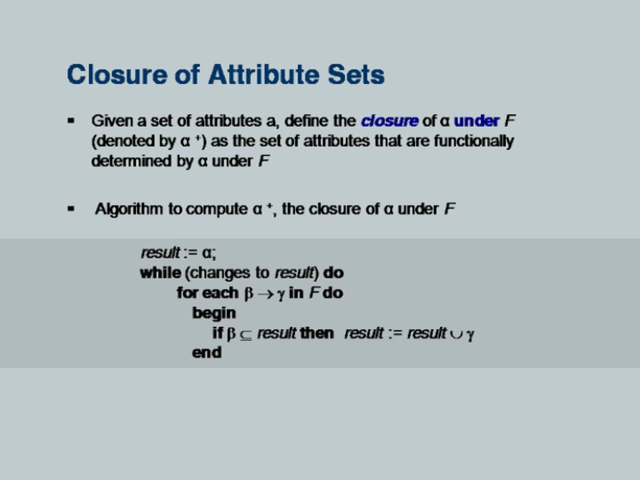 Closure of Attribute Sets
▪ Given a set of attributes a, define the closure of α under F
(denoted by α +) as the set of attributes that are functionally
determined by α under F
▪ Algorithm to compute α +, the closure of α under F
result := α;
while (changes to result) do
for each β → γ in F do
begin
if β ⊆ result then result := result ∪ γ
end